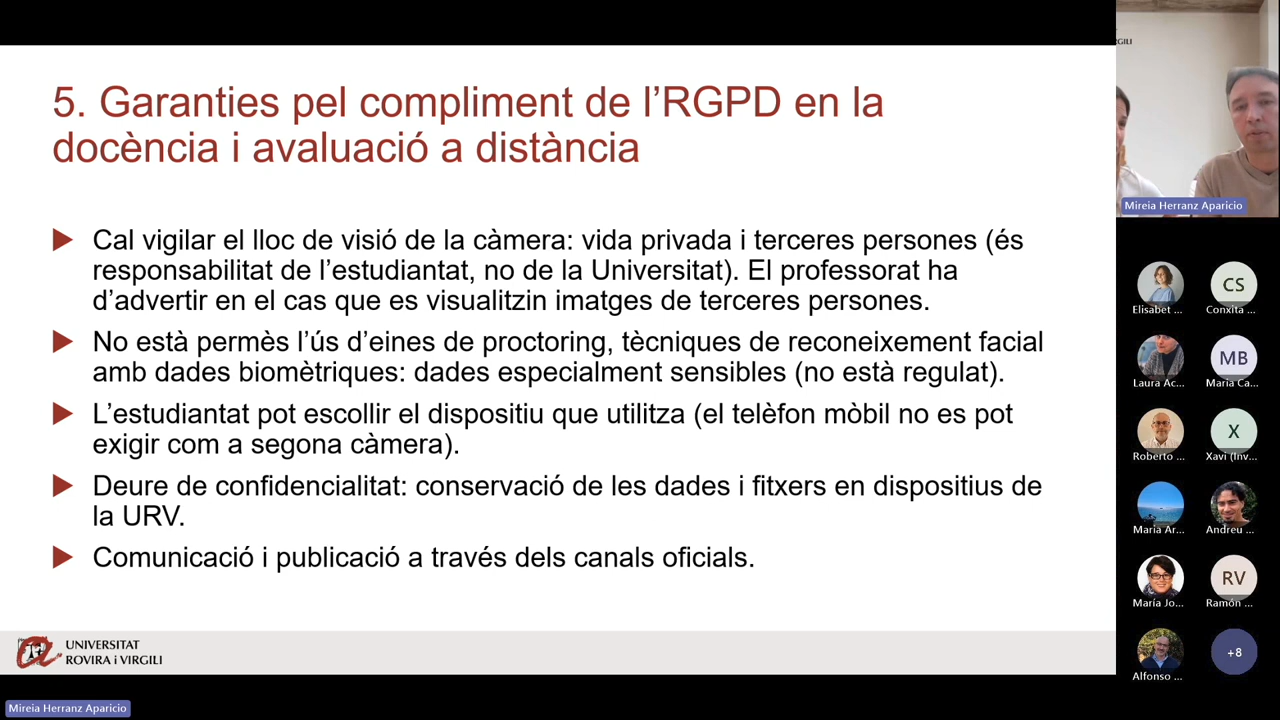 5. Garanties pel compliment de l’RGPD en la
docència i avaluació a distància
Cal vigilar el lloc de visió de la càmera: vida privada i terceres persones (és
responsabilitat de l’estudiantat, no de la Universitat). El professorat ha
d’advertir en el cas que es visualitzin imatges de terceres persones.
No està permès l’ús d’eines de proctoring, tècniques de reconeixement facial
amb dades biomètriques: dades especialment sensibles (no està regulat).
L’estudiantat pot escollir el dispositiu que utilitza (el telèfon mòbil no es pot
exigir com a segona càmera).
Deure de confidencialitat: conservació de les dades i fitxers en dispositius de
la URV.
Comunicació i publicació a través dels canals oficials.
UNIVERSITAT
ROVIRA i VIRGILI
Mireia Herranz Aparicio
VIRGILI
Mireia Herranz Aparicio
CS
Elisabet ...
Conxita ...
MB
Laura Ac...
Maria Ca...
X
Roberto ...
Xavi (Inv...
Maria Ar...
Andreu ...
RV
María Jo...
Ramón ...
+8
Alfonso ...